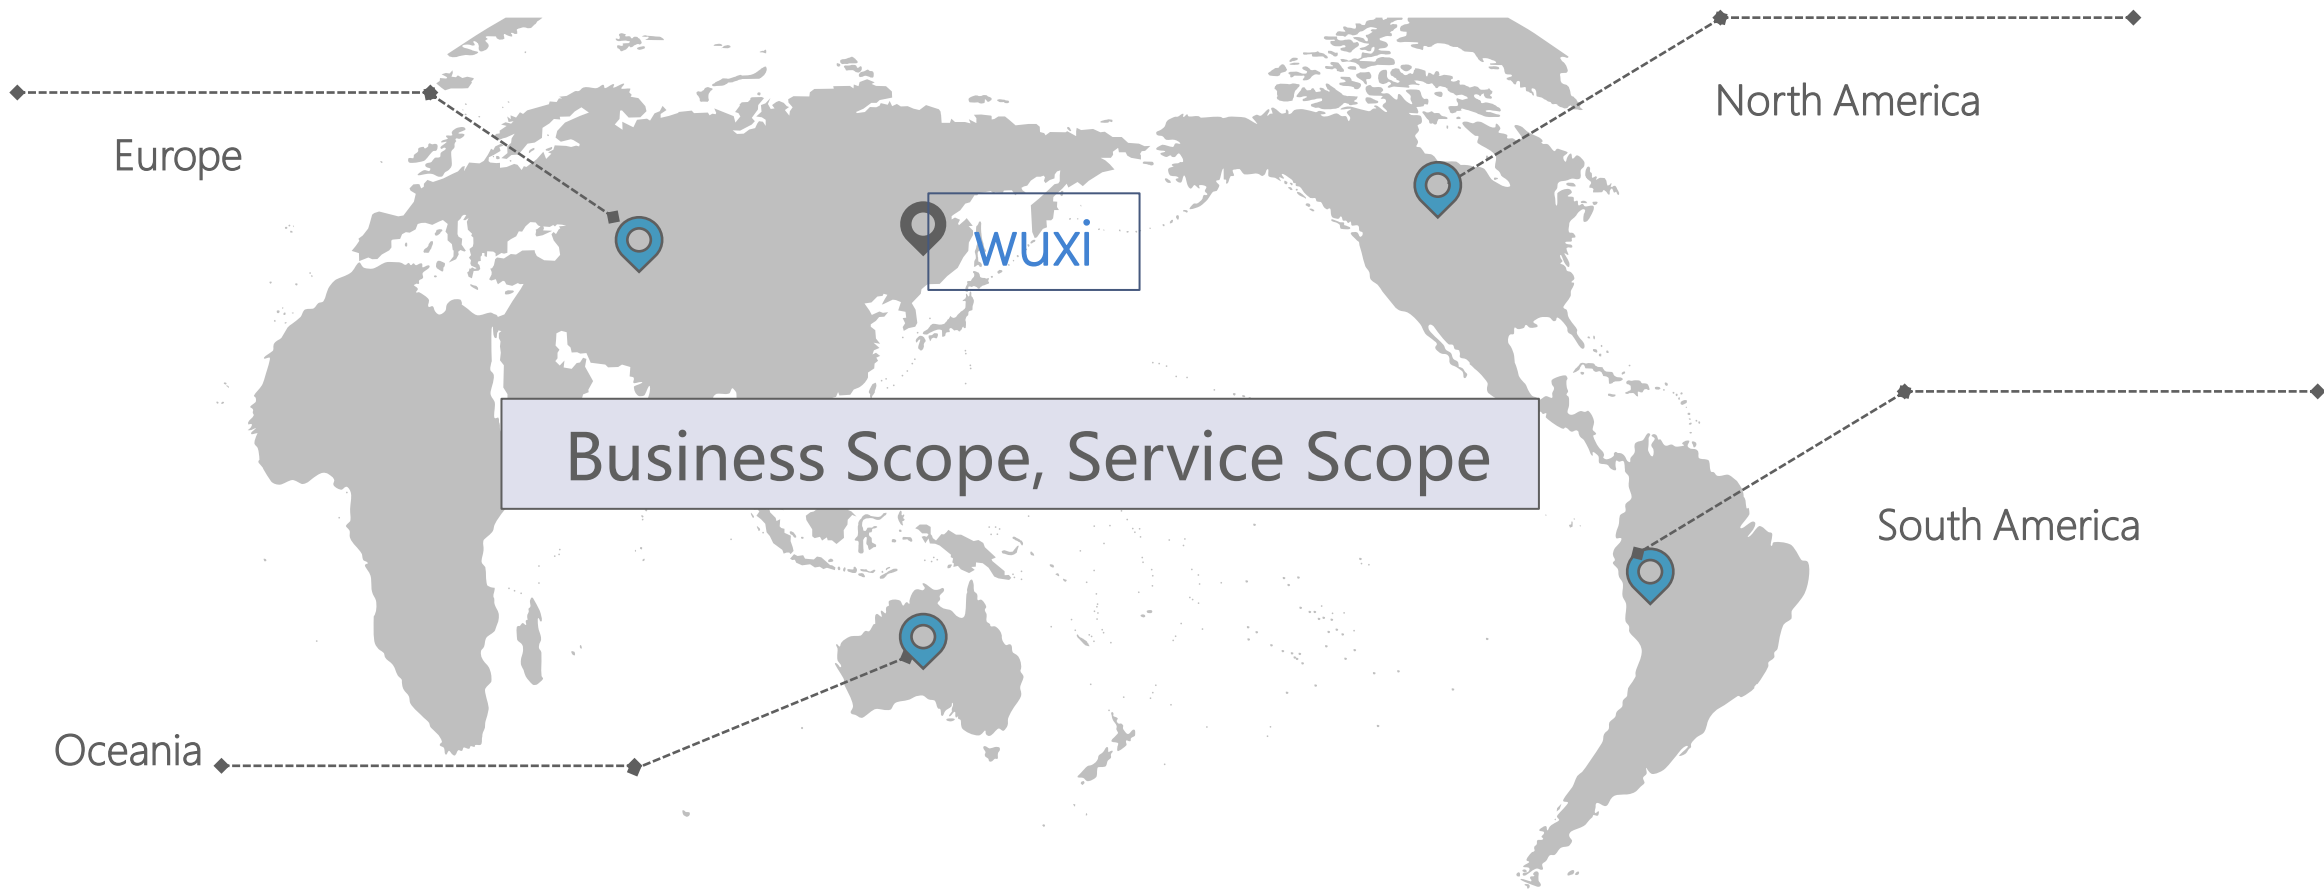 North America
Europe
wuxi
Business Scope, Service Scope
South America
Oceania